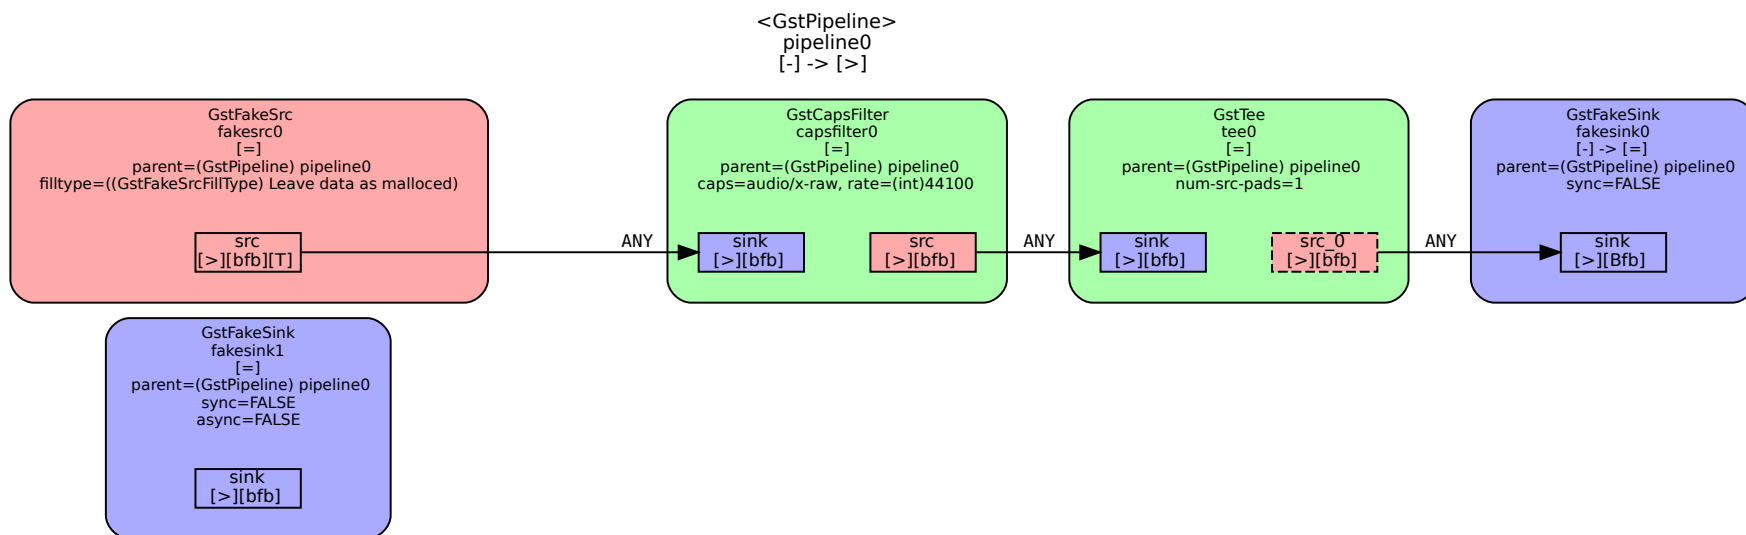 <GstPipeline>
pipeline0
[-] -> [>]
GstFakeSrc
fakesrc0
[=]
parent=(GstPipeline) pipeline0
filltype=((GstFakeSrcFillType) Leave data as malloced)
src
[>][bfb][T]
ANY
GstCapsFilter
capsfilter0
[=]
parent=(GstPipeline) pipeline0
caps=audio/x-raw, rate=(int)44100
sink
[>][bfb]
src
[>][bfb]
ANY
GstTee
tee0
[=]
parent=(GstPipeline) pipeline0
num-src-pads=1
sink
[>][bfb]
src_0
[>][bfb]
ANY
GstFakeSink
fakesink0
[-] -> [=]
parent=(GstPipeline) pipeline0
sync=FALSE
sink
[>][Bfb]
GstFakeSink
fakesink1
[=]
parent=(GstPipeline) pipeline0
sync=FALSE
async=FALSE
sink
[>][bfb]